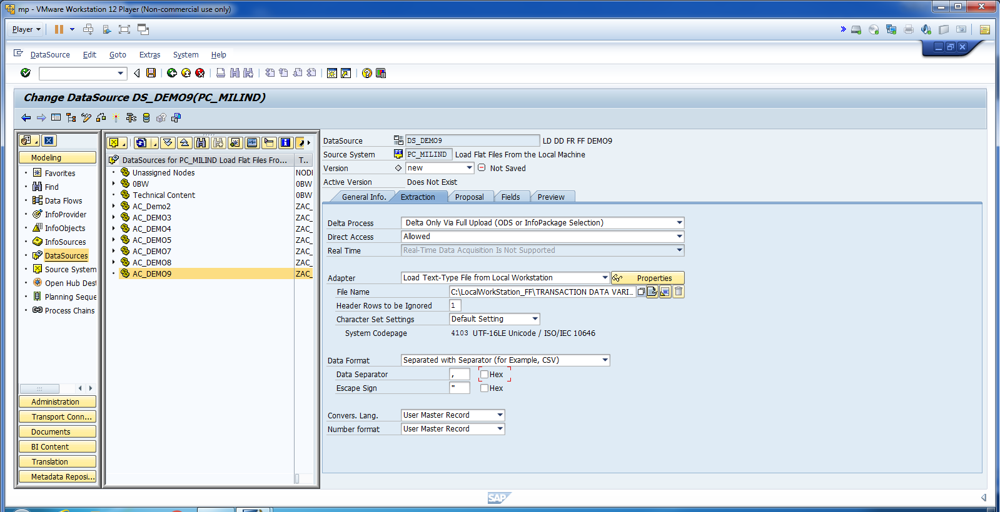 mp - VMware Workstation 12 Player (Non-commercial use only)
Player
DataSource Edit Goto Extras System Help
Change DataSource DS_DEMO9(PC_MILIND)
Modeling
Favorites
Find
Data Flows
InfoProvider
InfoObjects
InfoSources
DataSources
Source System
Open Hub Dest
Planning Seque
Process Chains
Administration
Transport Conn...
Documents
BI Content
Translation
Metadata Reposi...
DataSources for PC_MILIND Load Flat Files Fro... T..
Unassigned Nodes NODE
0BW 0BW
Technical Content 0BW
AC_Demo2 ZAC_
AC_DEMO3 ZAC_
AC_DEMO4 ZAC_
AC_DEMO5 ZAC_
AC_DEMO7 ZAC_
AC_DEMO8 ZAC_
AC_DEMO9 ZAC_
DataSource DS_DEMO9 LD DD FR FF DEMO9
Source System PC_MILIND Load Flat Files From the Local Machine
Version new Not Saved
Active Version Does Not Exist
General Info. Extraction Proposal Fields Preview
Delta Process Delta Only Via Full Upload (ODS or InfoPackage Selection)
Direct Access Allowed
Real Time Real-Time Data Acquisition Is Not Supported
Adapter Load Text-Type File from Local Workstation Properties
File Name C:\LocalWorkStation_FF\TRANSACTION DATA VARI...
Header Rows to be Ignored 1
Character Set Settings Default Setting
System Codepage 4103 UTF-16LE Unicode / ISO/IEC 10646
Data Format Separated with Separator (for Example, CSV)
Data Separator , Hex
Escape Sign " Hex
Convers. Lang. User Master Record
Number format User Master Record
SAP